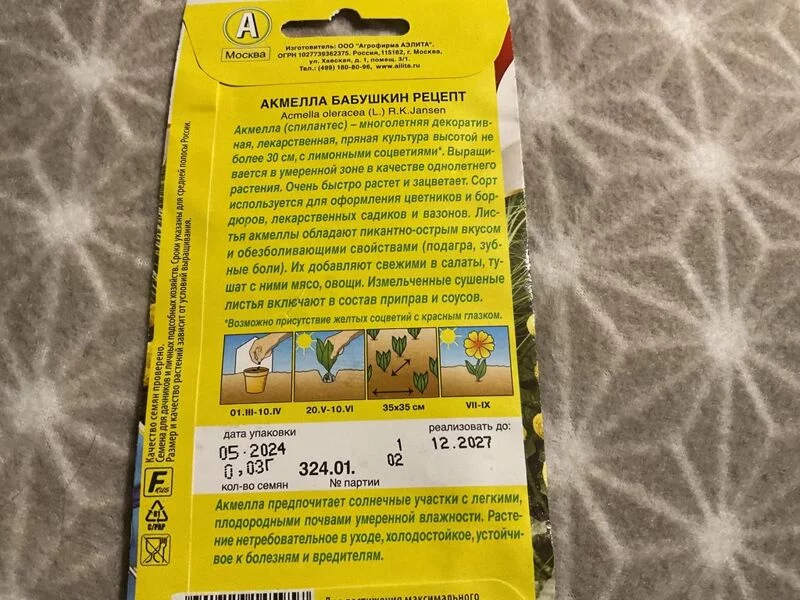 А
Москва
Изготовитель: ООО "Агрофирма АЭЛИТА".
ОГРН 1027739362375. Россия,115162, г. Москва,
ул. Хавская, д. 1, помещ. 3/1.
Тел.: (499) 180-80-96, www.ailita.ru
АКМЕЛЛА БАБУШКИН РЕЦЕПТ
Acmella oleracea (L.) R.K.Jansen
Акмелла (спилантес) – многолетняя декоратив-
ная, лекарственная, пряная культура высотой не
более 30 см, с лимонными соцветиями*. Выращи-
вается в умеренной зоне в качестве однолетнего
растения. Очень быстро растет и зацветает. Сорт
используется для оформления цветников и бор-
дюров, лекарственных садиков и вазонов. Лис-
тья акмеллы обладают пикантно-острым вкусом
и обезболивающими свойствами (подагра, зуб-
ные боли). Их добавляют свежими в салаты, ту-
шат с ними мясо, овощи. Измельченные сушеные
листья включают в состав приправ и соусов.
*Возможно присутствие желтых соцветий с красным глазком.
01.III-10.IV
20.V-10.VI
35x35 см
VII-IX
дата упаковки
05·2024
0,03Г
кол-во семян
324.01.
№ партии
1
02
реализовать до:
12.2027
Акмелла предпочитает солнечные участки с легкими,
плодородными почвами умеренной влажности. Расте-
ние нетребовательное в уходе, холодостойкое, устойчи-
вое к болезням и вредителям.
Качество семян проверено.
Семена для дачников и личных подсобных хозяйств. Сроки указаны для средней полосы России.
Размер и качество растений зависит от условий выращивания.
81
C/PAP
максимального